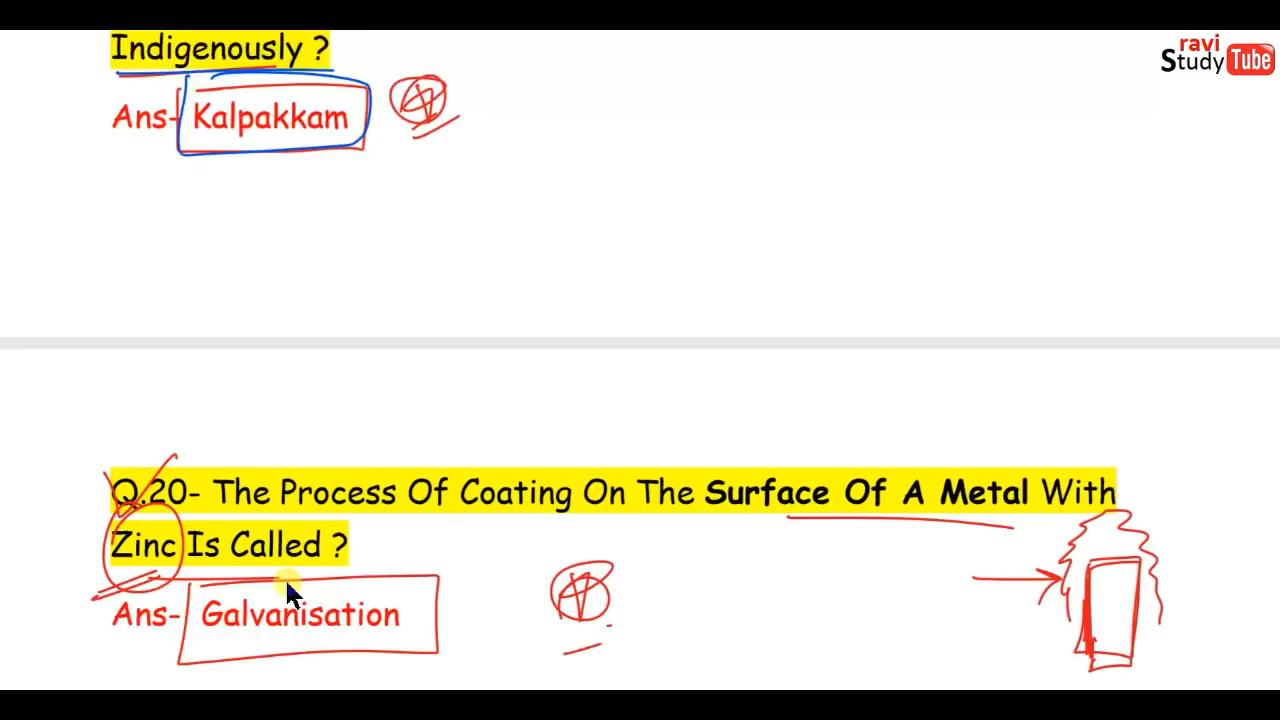 ravi
Study Tube
Indigenously ?
Ans- Kalpakkam
Q.20- The Process Of Coating On The Surface Of A Metal With
Zinc Is Called ?
Ans- Galvanisation